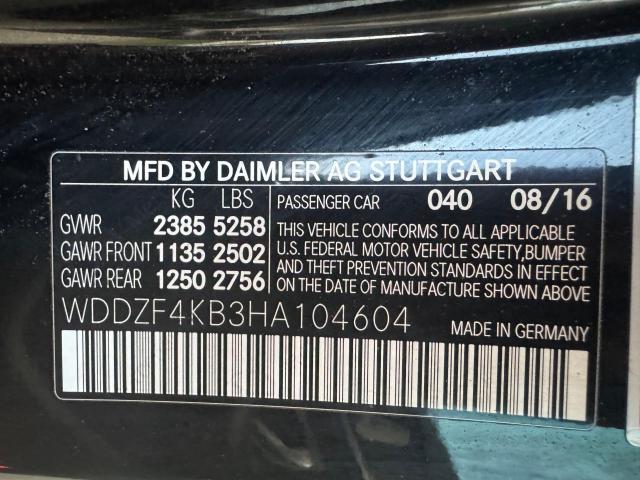 MFD BY DAIMLER AG STUTTGART
KG LBS
GVWR 2385 5258
GAWR FRONT 1135 2502
GAWR REAR 1250 2756
PASSENGER CAR 040 08/16
THIS VEHICLE CONFORMS TO ALL APPLICABLE
U.S. FEDERAL MOTOR VEHICLE SAFETY, BUMPER
AND THEFT PREVENTION STANDARDS IN EFFECT
ON THE DATE OF MANUFACTURE SHOWN ABOVE
WDDZF4KB3HA104604
MADE IN GERMANY